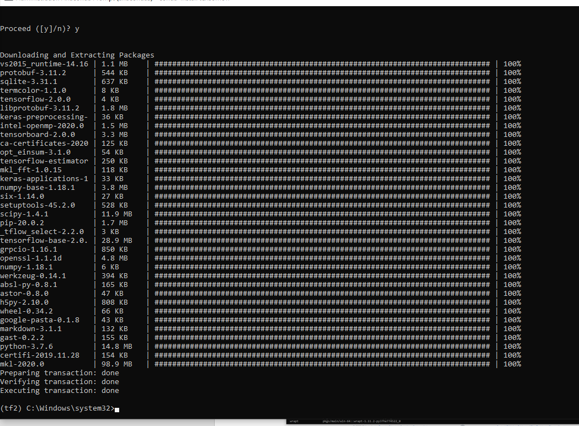 Proceed ([y]/n)? y
Downloading and Extracting Packages
vs2015_runtime-14.16 | 1.1 MB | ################################################################################ | 100%
protobuf-3.11.2 | 544 KB | ################################################################################ | 100%
sqlite-3.31.1 | 637 KB | ################################################################################ | 100%
termcolor-1.1.0 | 8 KB | ################################################################################ | 100%
tensorflow-2.0.0 | 4 KB | ################################################################################ | 100%
libprotobuf-3.11.2 | 1.8 MB | ################################################################################ | 100%
keras-preprocessing- | 36 KB | ################################################################################ | 100%
intel-openmp-2020.0 | 1.5 MB | ################################################################################ | 100%
tensorboard-2.0.0 | 3.3 MB | ################################################################################ | 100%
ca-certificates-2020 | 125 KB | ################################################################################ | 100%
opt_einsum-3.1.0 | 54 KB | ################################################################################ | 100%
tensorflow-estimator | 250 KB | ################################################################################ | 100%
mkl_fft-1.0.15 | 118 KB | ################################################################################ | 100%
keras-applications-1 | 33 KB | ################################################################################ | 100%
numpy-base-1.18.1 | 3.8 MB | ################################################################################ | 100%
six-1.14.0 | 27 KB | ################################################################################ | 100%
setuptools-45.2.0 | 528 KB | ################################################################################ | 100%
scipy-1.4.1 | 11.9 MB | ################################################################################ | 100%
pip-20.0.2 | 1.7 MB | ################################################################################ | 100%
_tflow_select-2.2.0 | 3 KB | ################################################################################ | 100%
tensorflow-base-2.0. | 28.9 MB | ################################################################################ | 100%
grpcio-1.16.1 | 850 KB | ################################################################################ | 100%
openssl-1.1.1d | 4.8 MB | ################################################################################ | 100%
numpy-1.18.1 | 6 KB | ################################################################################ | 100%
werkzeug-0.14.1 | 394 KB | ################################################################################ | 100%
absl-py-0.8.1 | 165 KB | ################################################################################ | 100%
astor-0.8.0 | 47 KB | ################################################################################ | 100%
h5py-2.10.0 | 808 KB | ################################################################################ | 100%
wheel-0.34.2 | 66 KB | ################################################################################ | 100%
google-pasta-0.1.8 | 43 KB | ################################################################################ | 100%
markdown-3.1.1 | 132 KB | ################################################################################ | 100%
gast-0.2.2 | 155 KB | ################################################################################ | 100%
python-3.7.6 | 14.8 MB | ################################################################################ | 100%
certifi-2019.11.28 | 154 KB | ################################################################################ | 100%
mkl-2020.0 | 98.9 MB | ################################################################################ | 100%
Preparing transaction: done
Verifying transaction: done
Executing transaction: done
(tf2) C:\Windows\system32>